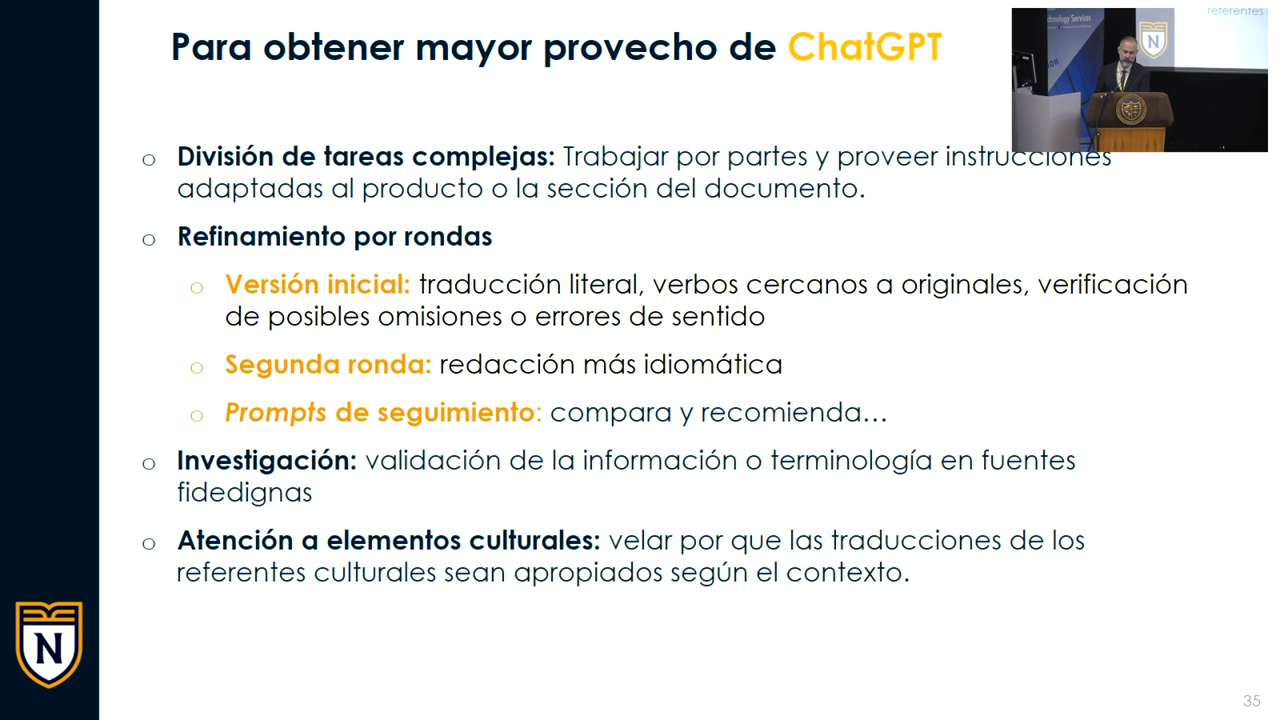 Para obtener mayor provecho de ChatGPT
referentes
chnology Services
ON
N
o División de tareas complejas: Trabajar por partes y proveer instrucciones
adaptadas al producto o la sección del documento.
o Refinamiento por rondas
o Versión inicial: traducción literal, verbos cercanos a originales, verificación
de posibles omisiones o errores de sentido
o Segunda ronda: redacción más idiomática
o Prompts de seguimiento: compara y recomienda…
o Investigación: validación de la información o terminología en fuentes
fidedignas
o Atención a elementos culturales: velar por que las traducciones de los
referentes culturales sean apropiados según el contexto.
N
35